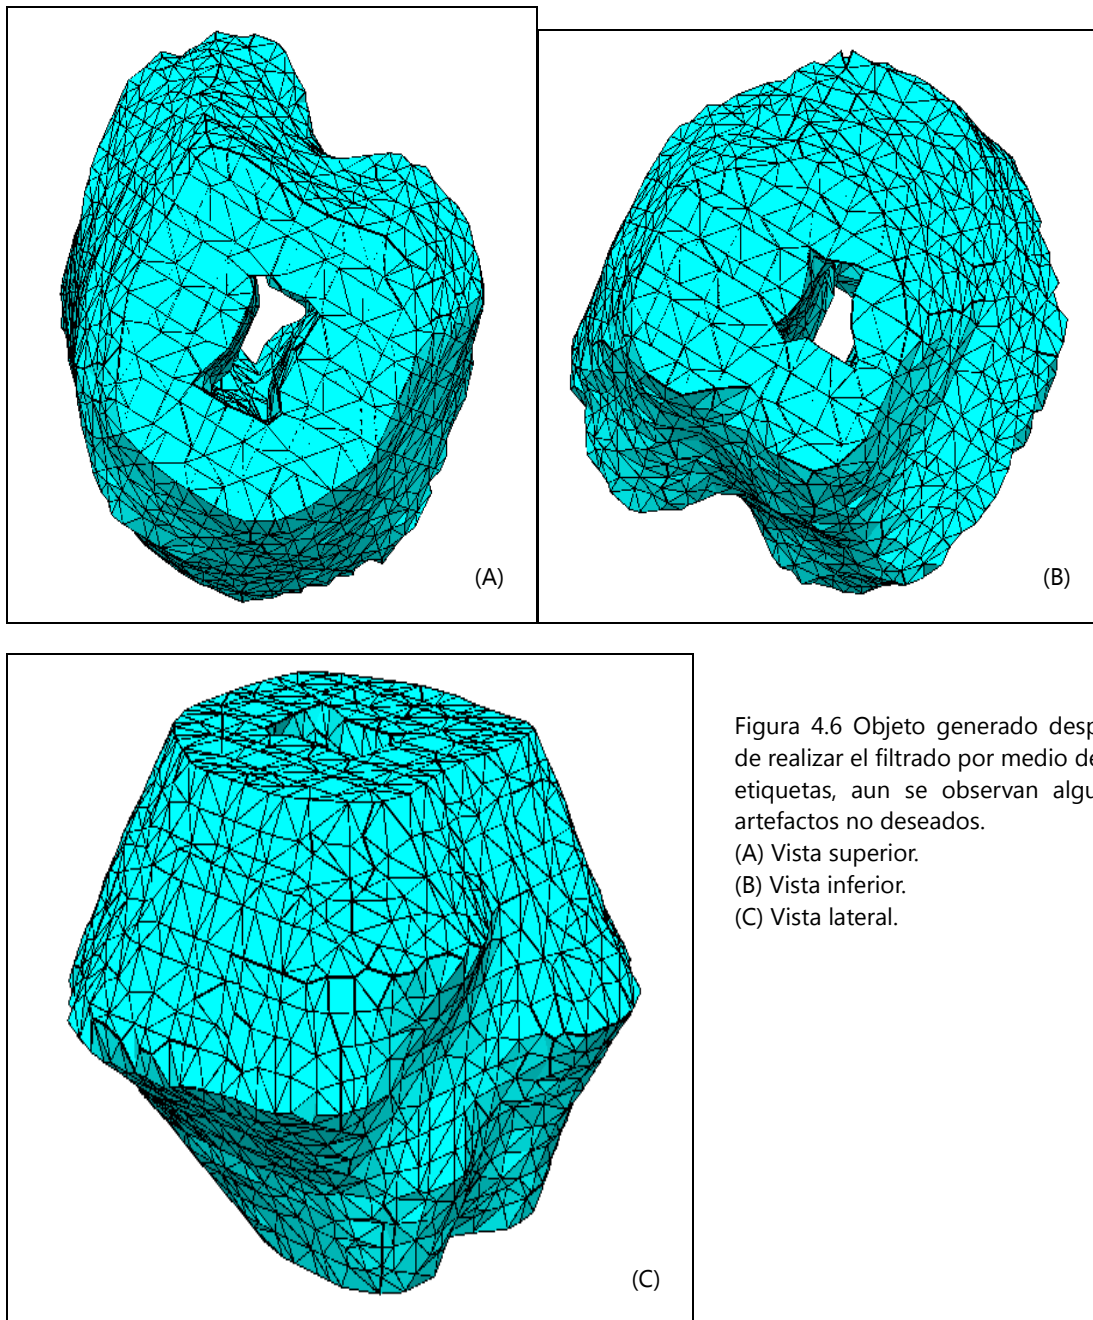 (A)
(B)
(C)
Figura 4.6 Objeto generado desp
de realizar el filtrado por medio de
etiquetas, aun se observan algu
artefactos no deseados.
(A) Vista superior.
(B) Vista inferior.
(C) Vista lateral.